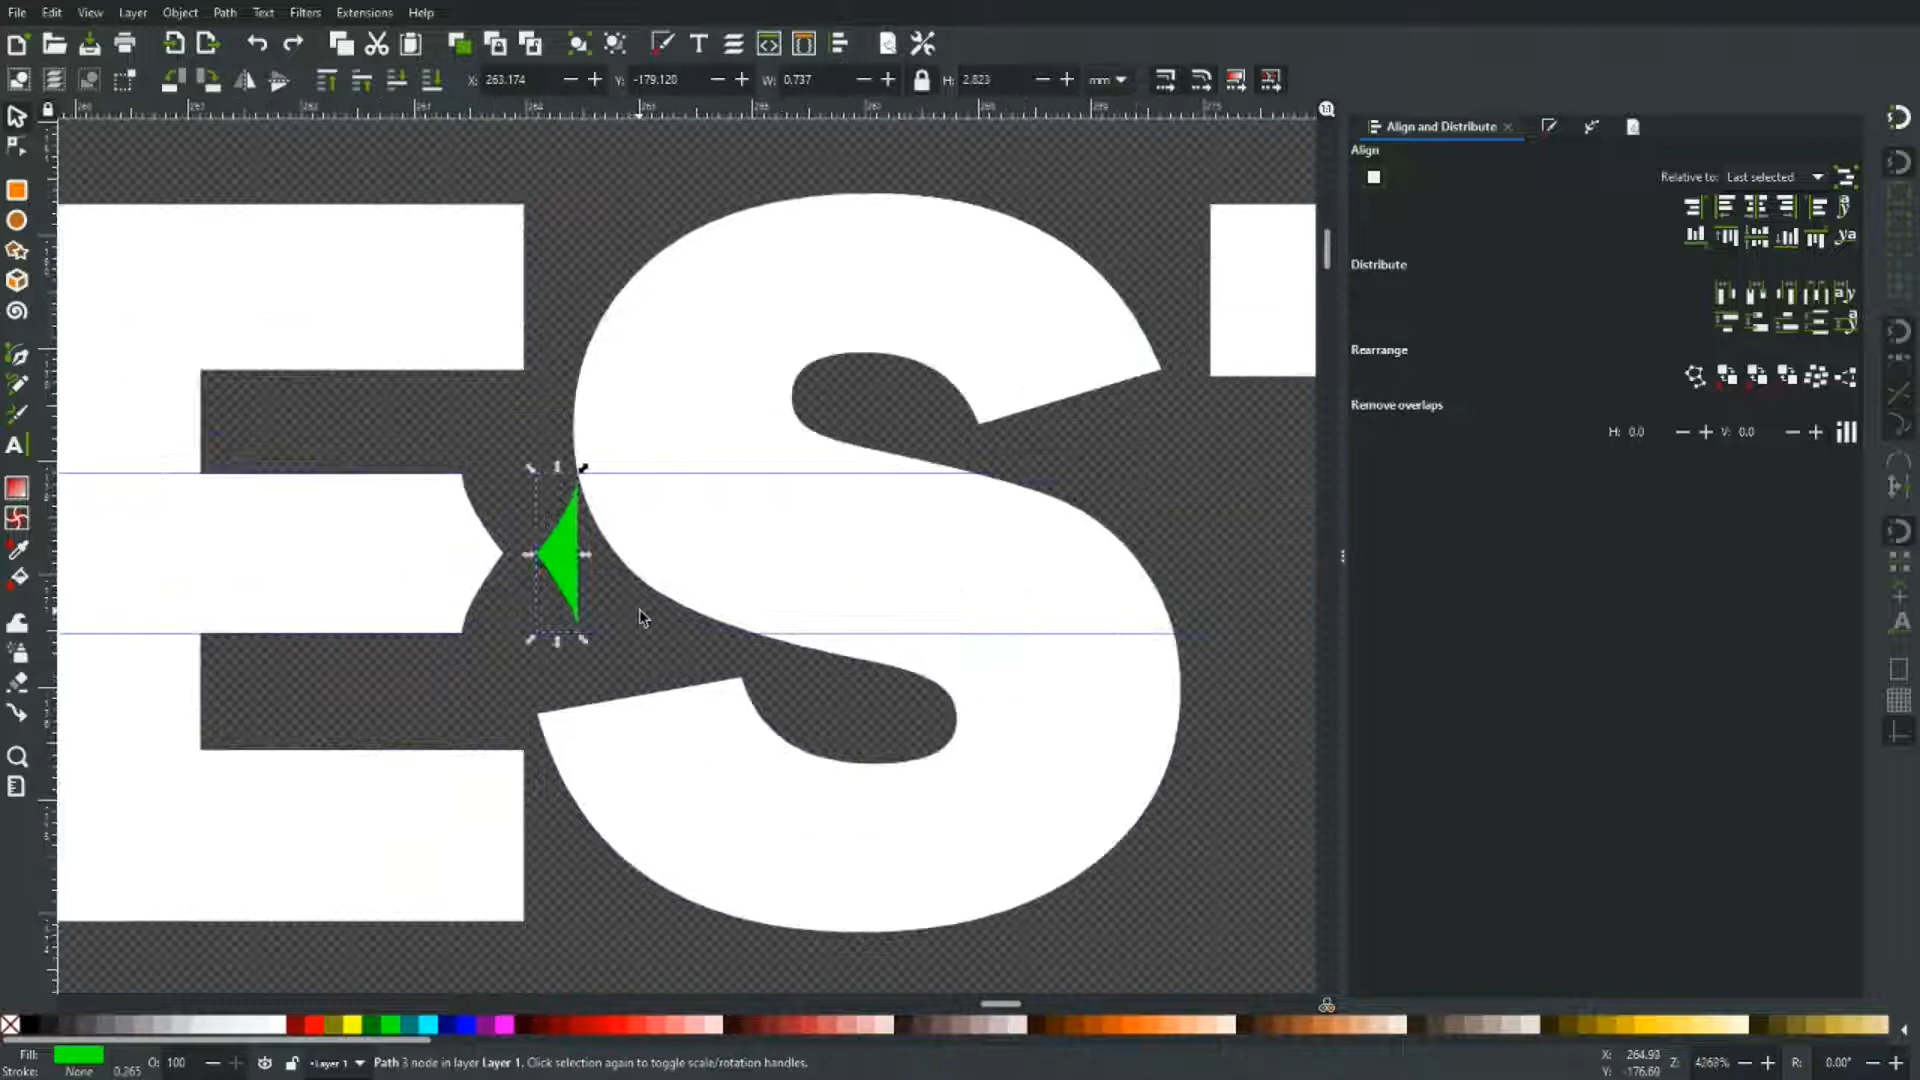 File Edit View Layer Object Path Text Filters Extensions Help
X: 263.174 Y: -179.120 W: 0.737 H: 2.823 mm
Align and Distribute
Align
Relative to: Last selected
Distribute
Rearrange
Remove overlaps
H: 0.0 V: 0.0
ES
Fill: O: 100 Layer 1 Path 3 node in layer Layer 1. Click selection again to toggle scale/rotation handles. X: 264.93 Z: 4263% R: 0.00°
Stroke: None 0.265 Y: -176.69